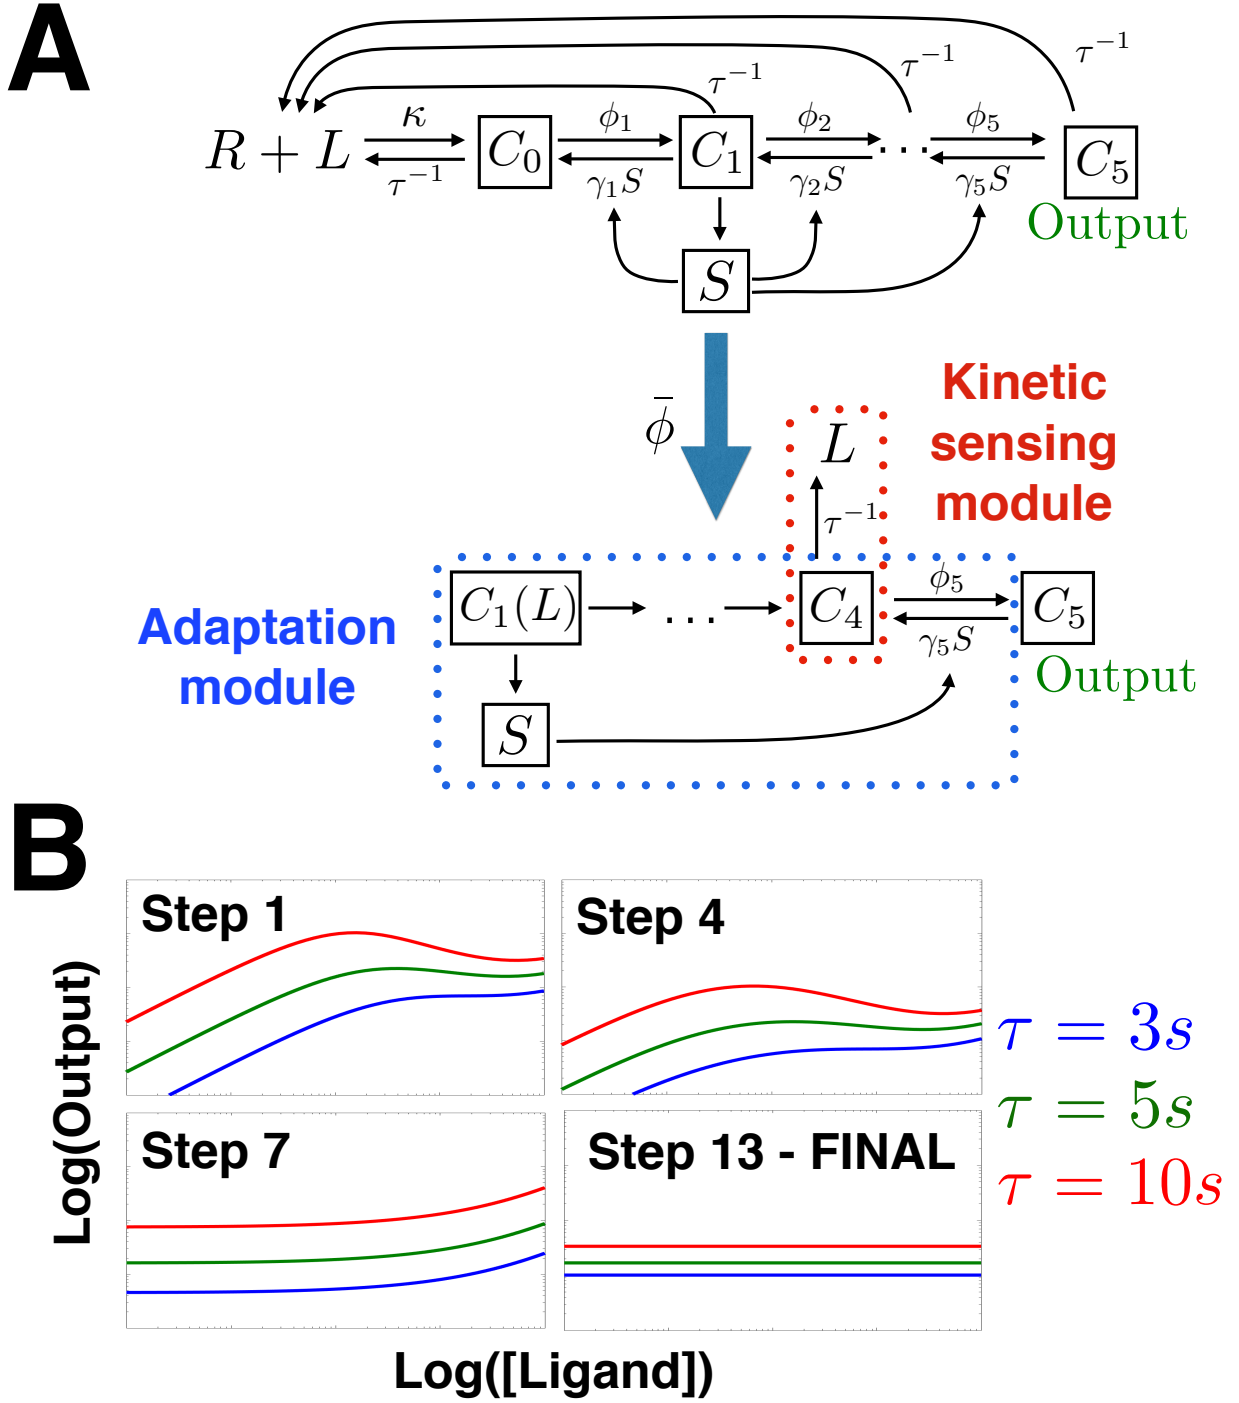 A
τ⁻¹
τ⁻¹
τ⁻¹
R + L κ C₀ ϕ₁ C₁ ϕ₂ ... ϕ₅ C₅
τ⁻¹ γ₁S γ₂S γ₅S
Output
S
ϕ̄
Kinetic
sensing
module
L
τ⁻¹
Adaptation
module
C₁(L) ... C₄ ϕ₅ C₅
γ₅S
Output
S
B
Step 1
Step 4
Step 7
Step 13 - FINAL
Log(Output)
Log([Ligand])
τ = 3s
τ = 5s
τ = 10s